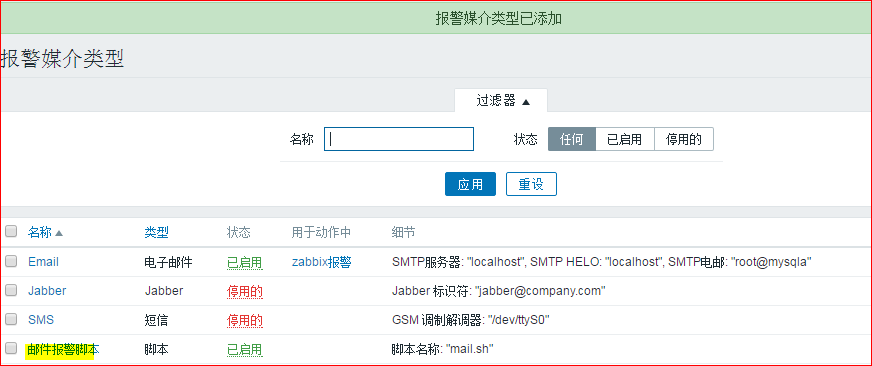 报警媒介类型已添加
报警媒介类型
过滤器 ▲
名称 状态 任何 已启用 停用的
应用 重设
名称 ▲ 类型 状态 用于动作中 细节
Email 电子邮件 已启用 zabbix报警 SMTP服务器: "localhost", SMTP HELO: "localhost", SMTP电邮: "root@mysqla"
Jabber Jabber 停用的 Jabber 标识符: "jabber@company.com"
SMS 短信 停用的 GSM 调制解调器: "/dev/ttyS0"
邮件报警脚本 脚本 已启用 脚本名称: "mail.sh"